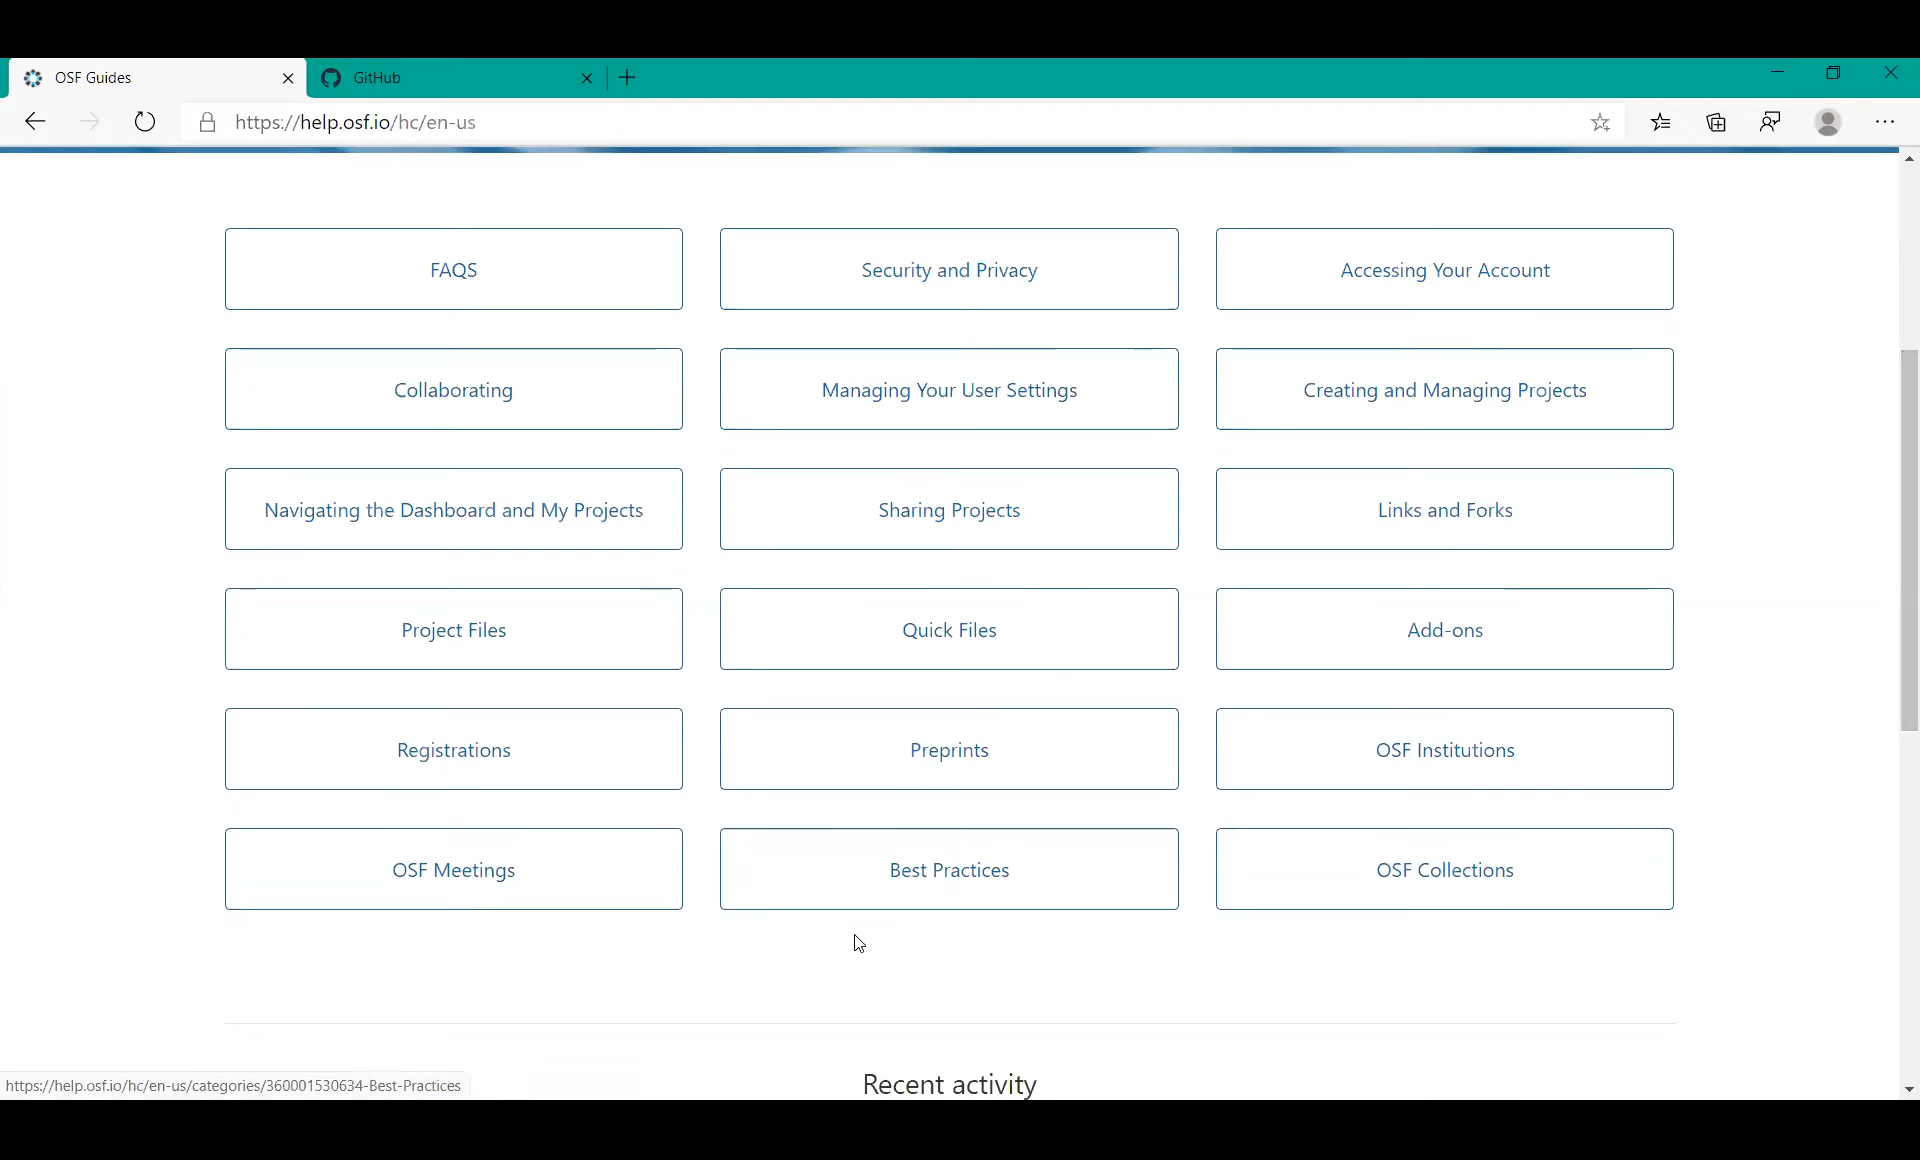 OSF Guides
GitHub
https://help.osf.io/hc/en-us
FAQS
Security and Privacy
Accessing Your Account
Collaborating
Managing Your User Settings
Creating and Managing Projects
Navigating the Dashboard and My Projects
Sharing Projects
Links and Forks
Project Files
Quick Files
Add-ons
Registrations
Preprints
OSF Institutions
OSF Meetings
Best Practices
OSF Collections
Recent activity
https://help.osf.io/hc/en-us/categories/360001530634-Best-Practices